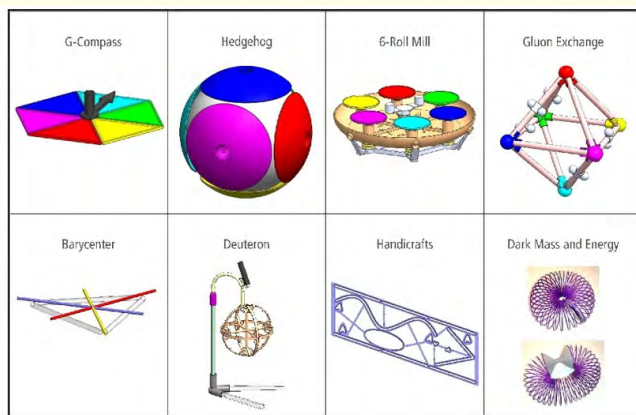 G-Compass
Hedgehog
6-Roll Mill
Gluon Exchange
Barycenter
Deuteron
Handicrafts
Dark Mass and Energy